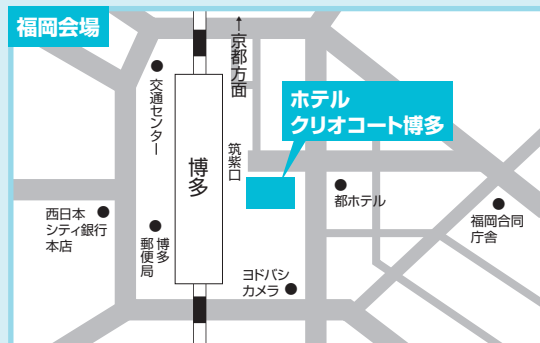 福岡会場
↑京都方面
交通センター
ホテル
クリオコート博多
筑紫口
博多
都ホテル
西日本
シティ銀行
本店
博多
郵便局
福岡合同
庁舎
ヨドバシ
カメラ